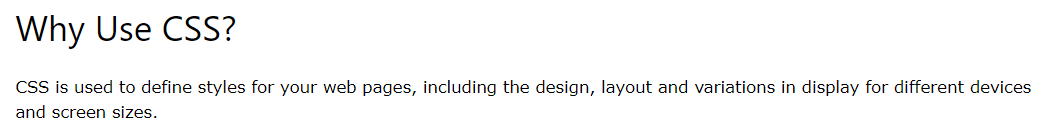 Why Use CSS?
CSS is used to define styles for your web pages, including the design, layout and variations in display for different devices
and screen sizes.